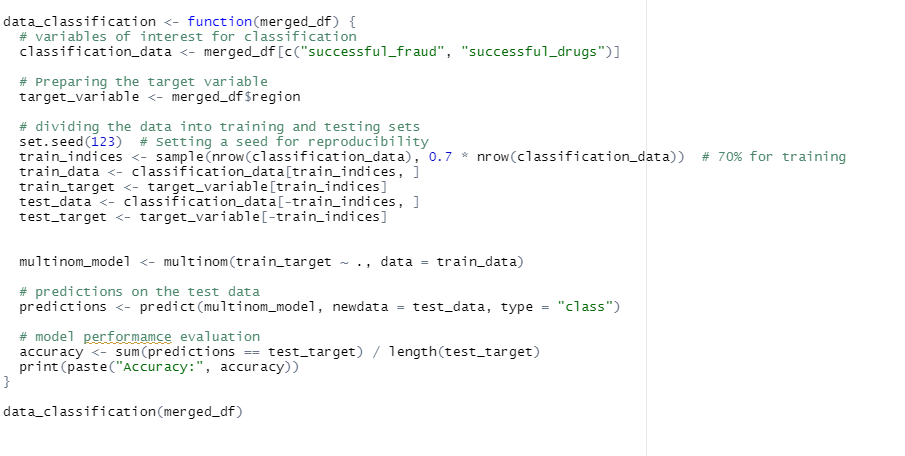 data_classification <- function(merged_df) {
  # variables of interest for classification
  classification_data <- merged_df[c("successful_fraud", "successful_drugs")]
  # Preparing the target variable
  target_variable <- merged_df$region
  # dividing the data into training and testing sets
  set.seed(123)  # Setting a seed for reproducibility
  train_indices <- sample(nrow(classification_data), 0.7 * nrow(classification_data))  # 70% for training
  train_data <- classification_data[train_indices, ]
  train_target <- target_variable[train_indices]
  test_data <- classification_data[-train_indices, ]
  test_target <- target_variable[-train_indices]
  multinom_model <- multinom(train_target ~ ., data = train_data)
  # predictions on the test data
  predictions <- predict(multinom_model, newdata = test_data, type = "class")
  # model performamce evaluation
  accuracy <- sum(predictions == test_target) / length(test_target)
  print(paste("Accuracy:", accuracy))
}
data_classification(merged_df)